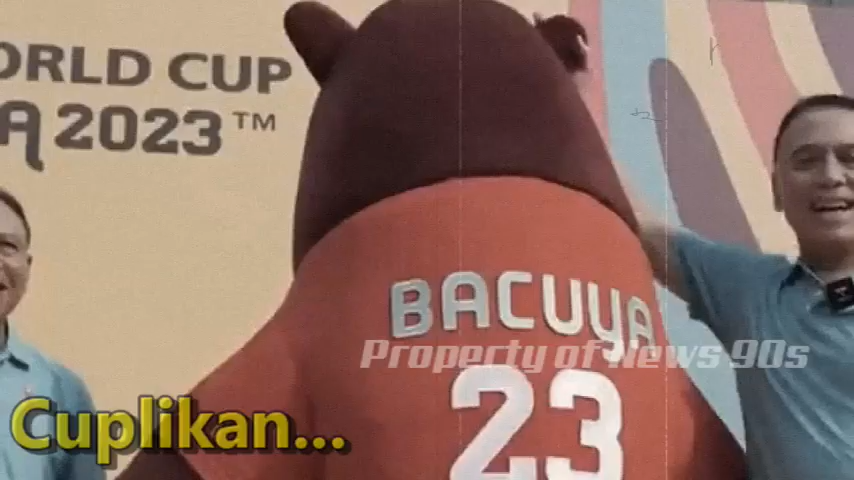 ORLD CUP
A 2023™
BACUYA
Property of News 90s
23
Cuplikan...